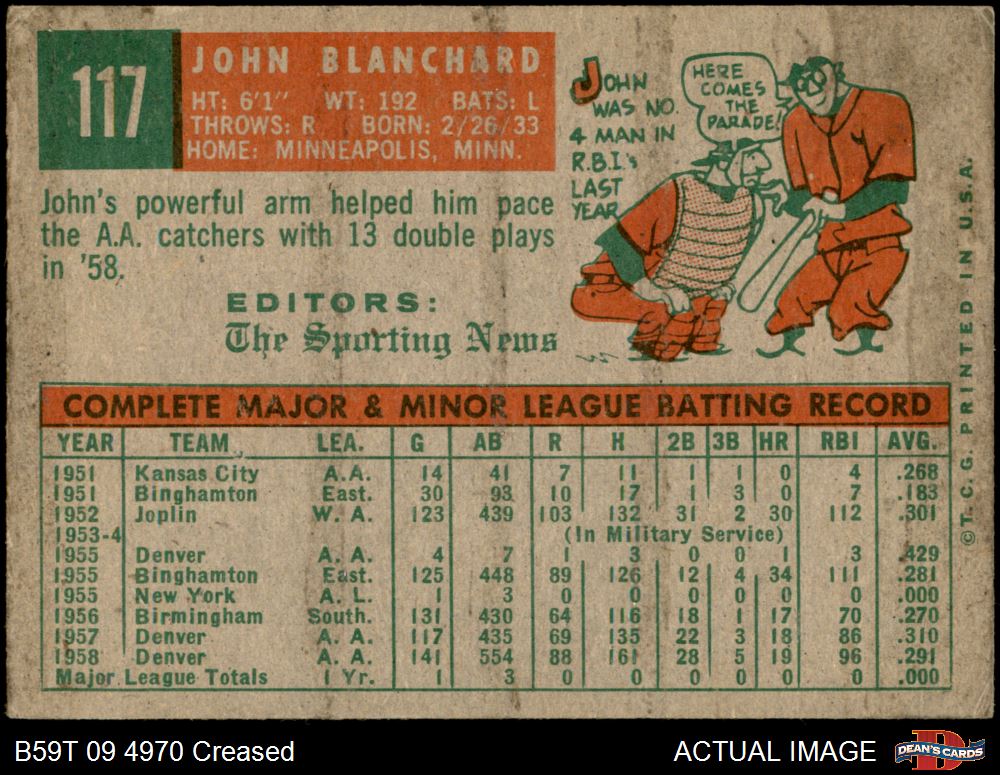 117
JOHN BLANCHARD
HT: 6'1" WT: 192 BATS: L
THROWS: R BORN: 2/26/33
HOME: MINNEAPOLIS, MINN.
John's powerful arm helped him pace
the A.A. catchers with 13 double plays
in '58.
EDITORS:
The Sporting News
JOHN
WAS NO.
4 MAN IN
R.B.I.s
LAST
YEAR
HERE
COMES
THE
PARADE!
COMPLETE MAJOR & MINOR LEAGUE BATTING RECORD
YEAR TEAM LEA. G AB R H 2B 3B HR RBI AVG.
1951 Kansas City A.A. 14 41 7 11 1 1 0 4 .268
1951 Binghamton East. 30 93 10 17 1 3 0 7 .183
1952 Joplin W. A. 123 439 103 132 31 2 30 112 .301
1953-4 (In Military Service)
1955 Denver A. A. 4 7 1 3 0 0 1 3 .429
1955 Binghamton East. 125 448 89 126 12 4 34 111 .281
1955 New York A. L. 1 3 0 0 0 0 0 0 .000
1956 Birmingham South. 131 430 64 116 18 1 17 70 .270
1957 Denver A. A. 117 435 69 135 22 3 18 86 .310
1958 Denver A. A. 141 554 88 161 28 5 19 96 .291
Major League Totals 1 Yr. 1 3 0 0 0 0 0 0 .000
© T. C. G. PRINTED IN U.S.A.
B59T 09 4970 Creased
ACTUAL IMAGE
D
DEAN'S CARDS